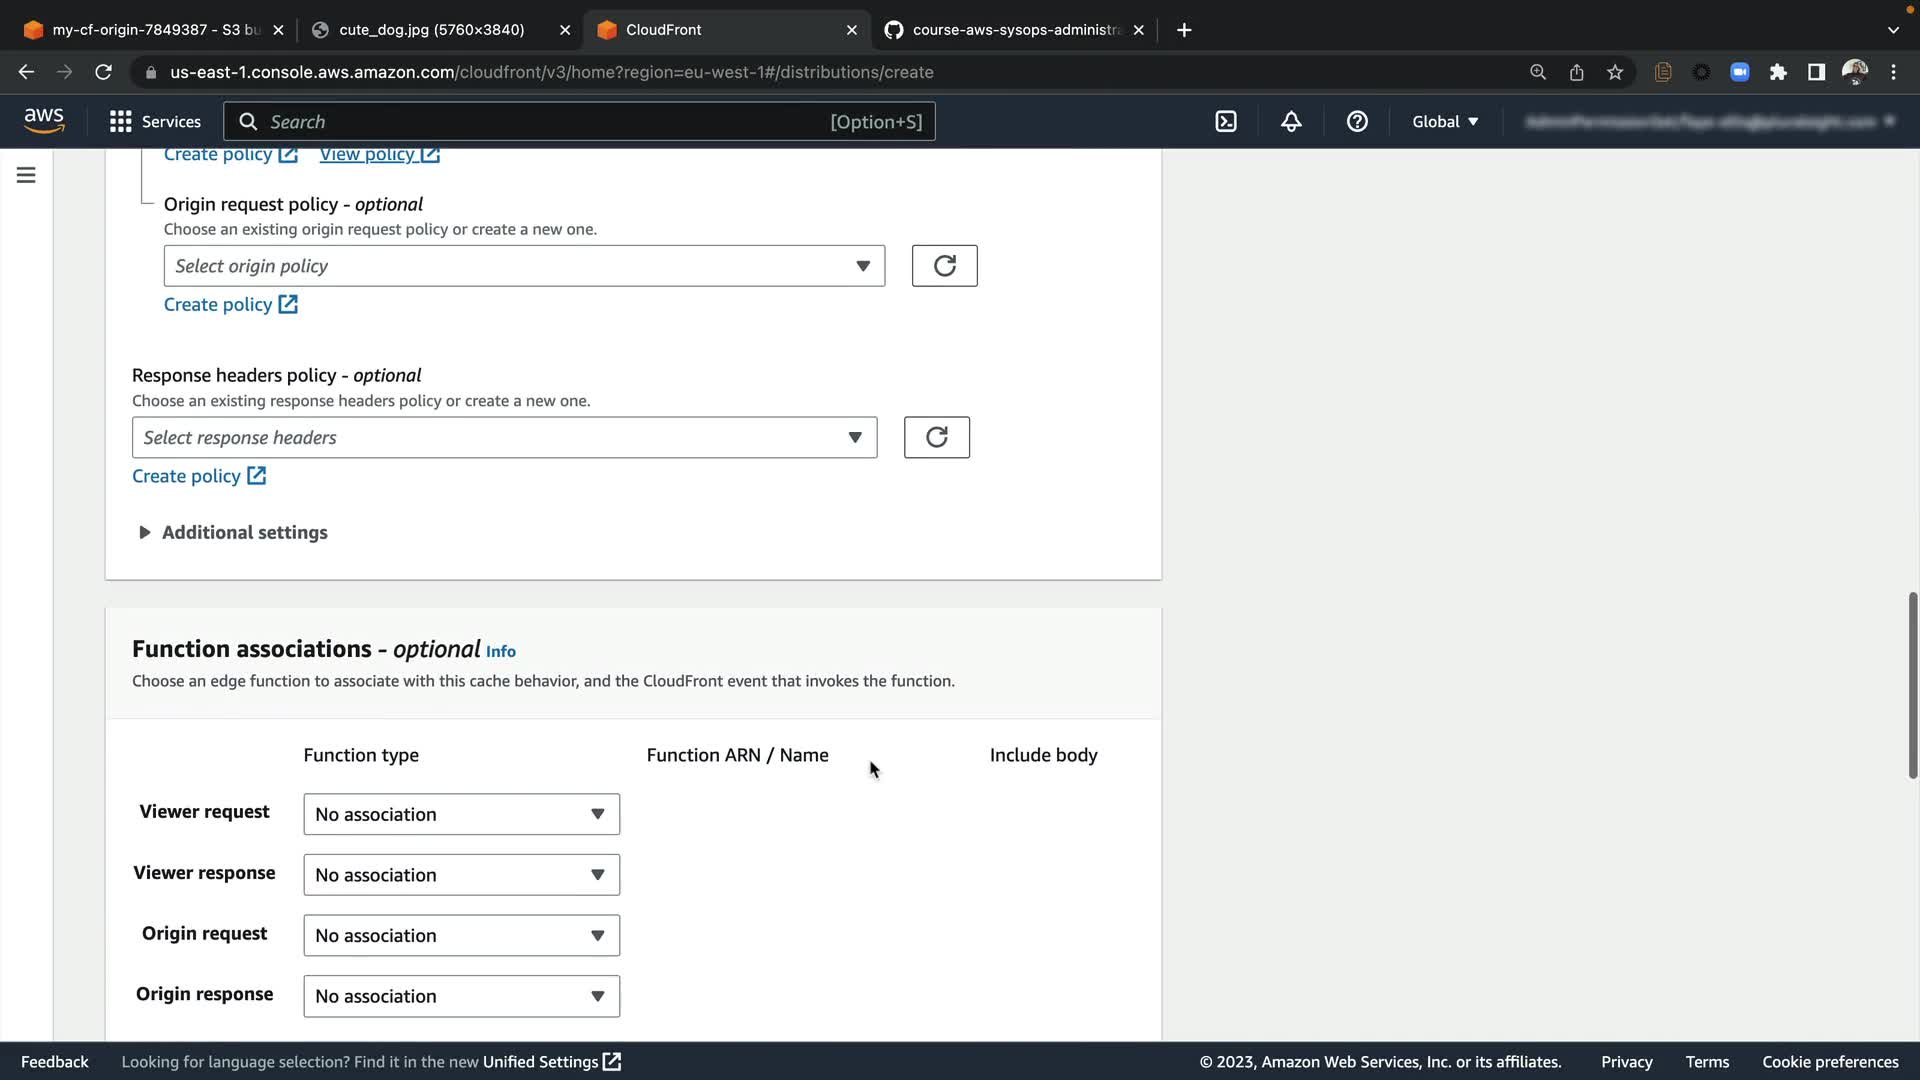 my-cf-origin-7849387 - S3 bu
cute_dog.jpg (5760×3840)
CloudFront
course-aws-sysops-administra
us-east-1.console.aws.amazon.com/cloudfront/v3/home?region=eu-west-1#/distributions/create
aws
Services
Search
[Option+S]
Global
Create policy
View policy
Origin request policy - optional
Choose an existing origin request policy or create a new one.
Select origin policy
Create policy
Response headers policy - optional
Choose an existing response headers policy or create a new one.
Select response headers
Create policy
Additional settings
Function associations - optional Info
Choose an edge function to associate with this cache behavior, and the CloudFront event that invokes the function.
Function type
Function ARN / Name
Include body
Viewer request
No association
Viewer response
No association
Origin request
No association
Origin response
No association
Feedback
Looking for language selection? Find it in the new Unified Settings
© 2023, Amazon Web Services, Inc. or its affiliates.
Privacy
Terms
Cookie preferences